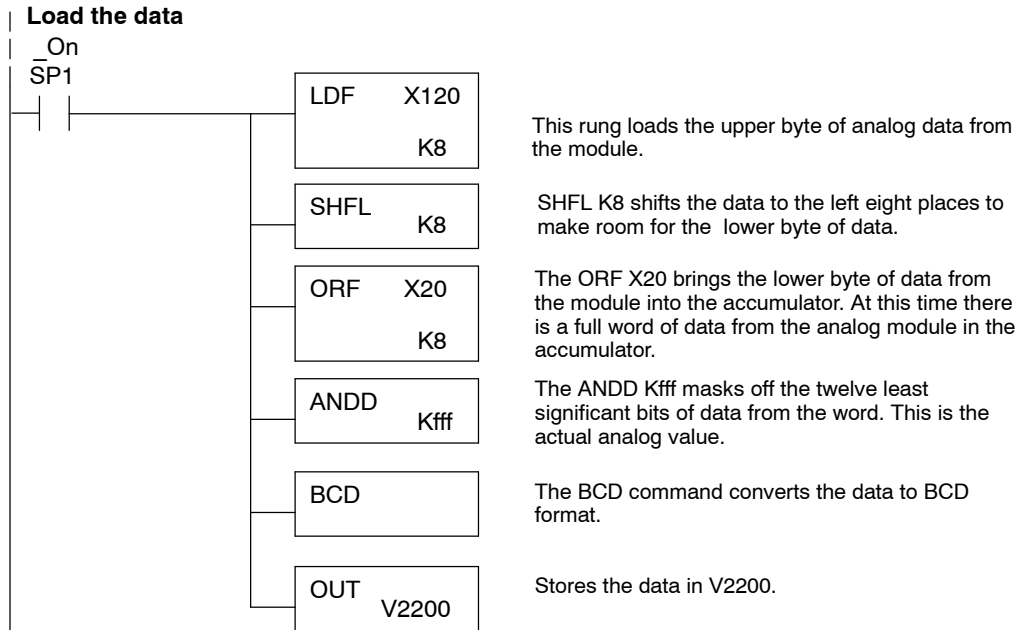 Load the data
_On
SP1
LDF X120
K8
This rung loads the upper byte of analog data from
the module.
SHFL K8
SHFL K8 shifts the data to the left eight places to
make room for the lower byte of data.
ORF X20
K8
The ORF X20 brings the lower byte of data from
the module into the accumulator. At this time there
is a full word of data from the analog module in the
accumulator.
ANDD Kfff
The ANDD Kfff masks off the twelve least
significant bits of data from the word. This is the
actual analog value.
BCD
The BCD command converts the data to BCD
format.
OUT V2200
Stores the data in V2200.